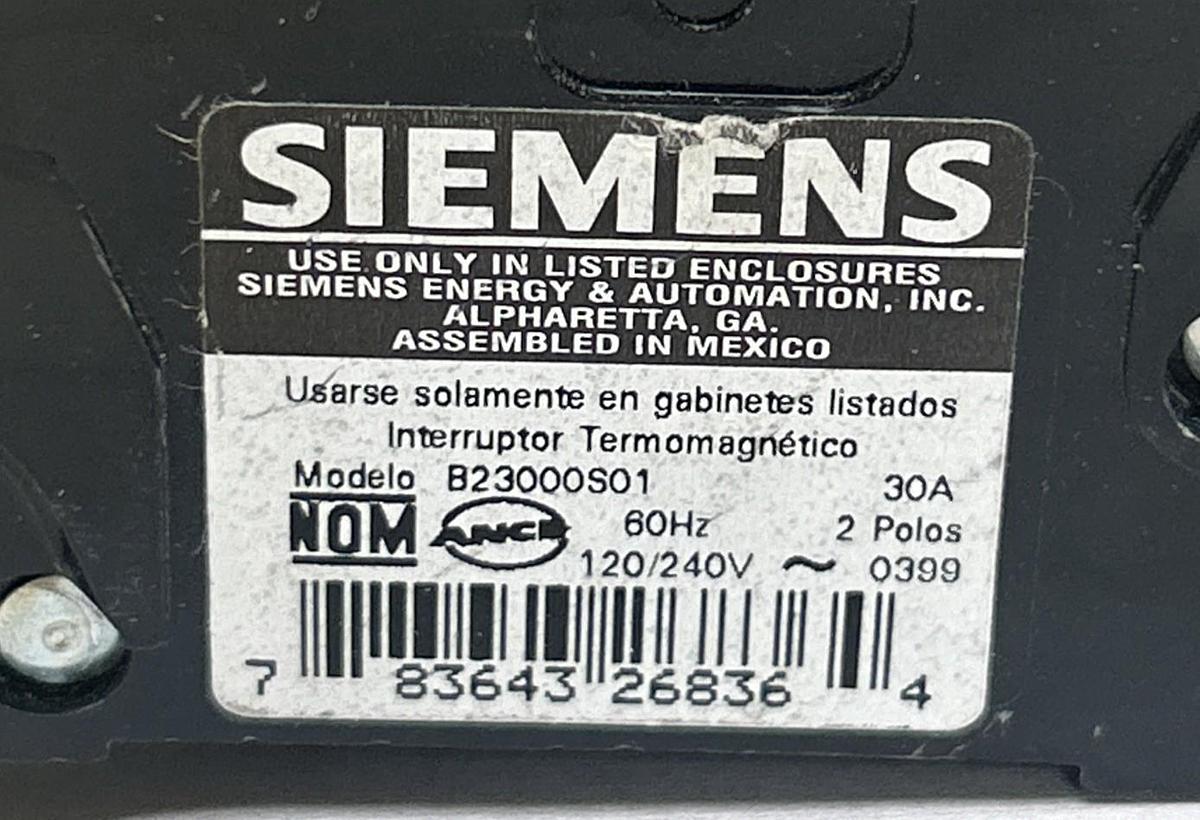 SIEMENS
USE ONLY IN LISTED ENCLOSURES
SIEMENS ENERGY & AUTOMATION, INC.
ALPHARETTA, GA.
ASSEMBLED IN MEXICO
Usarse solamente en gabinetes listados
Interruptor Termomagnético
Modelo B23000S01 30A
NOM ANCE 60Hz 2 Polos
120/240V ~ 0399
7 83643 26836 4